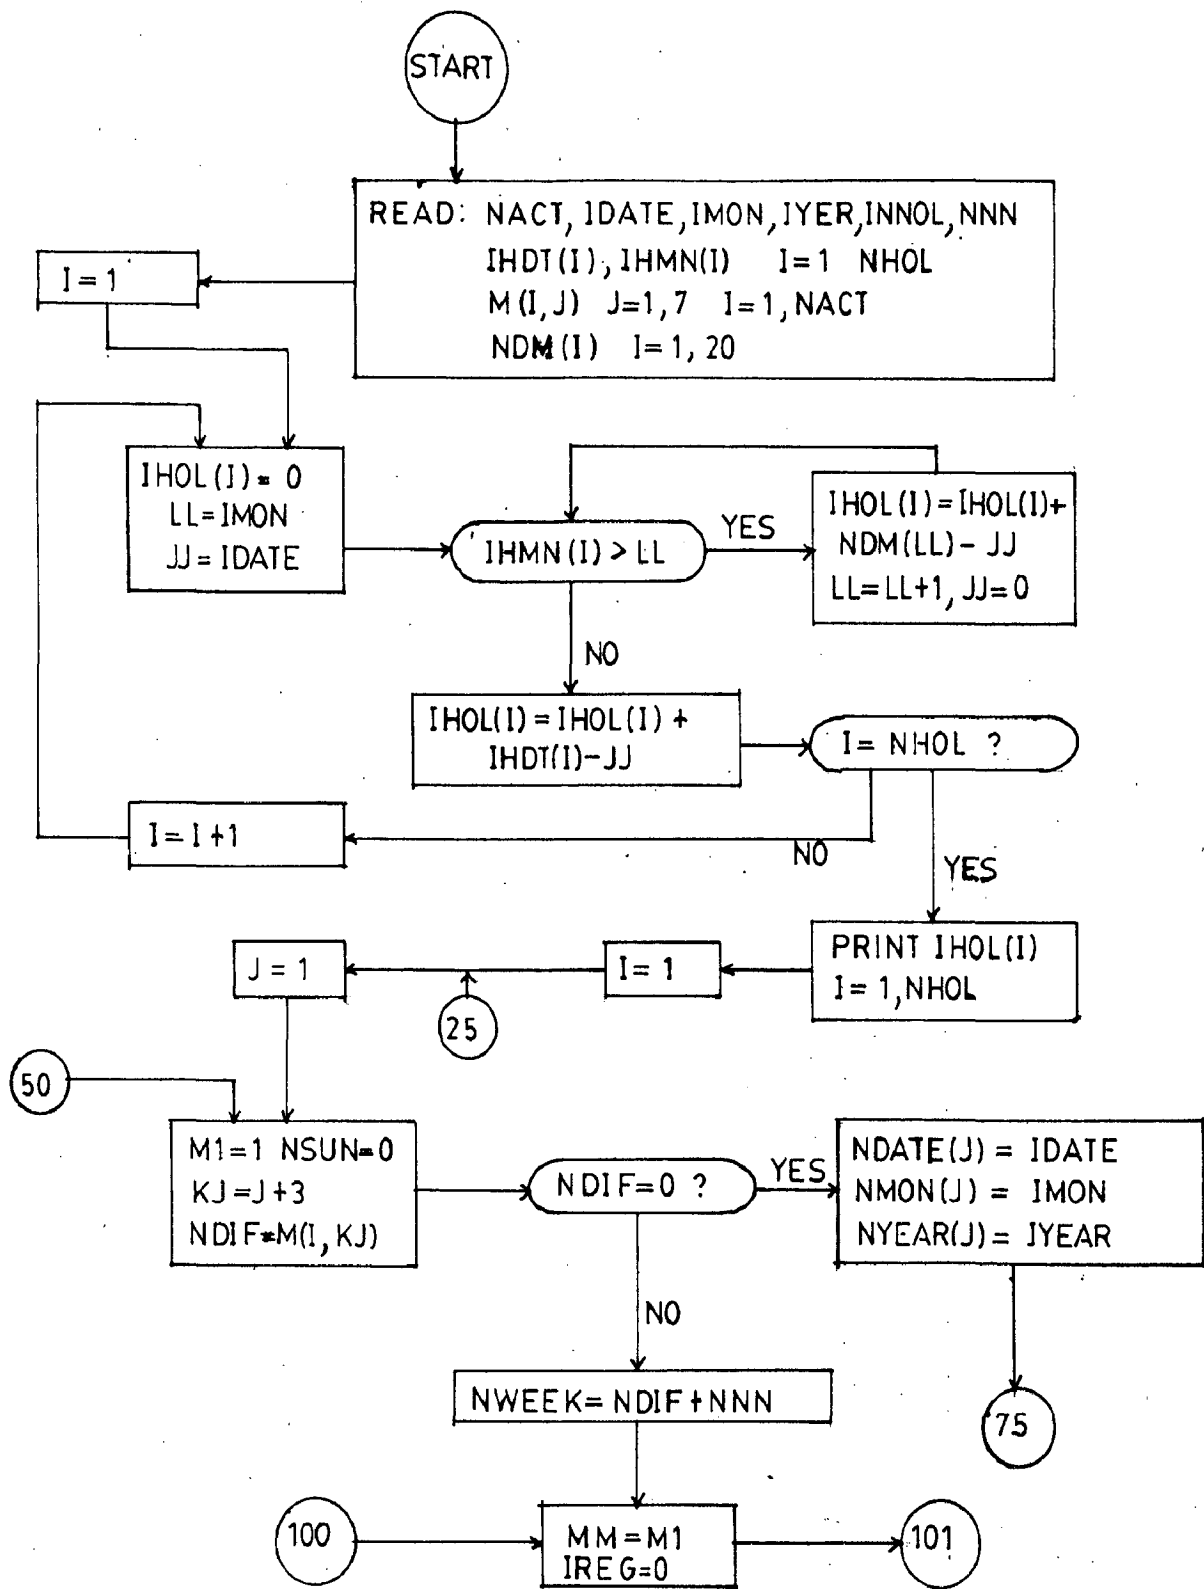 START
READ: NACT, IDATE, IMON, IYER, INNOL, NNN
IHDT(I), IHMN(I) I=1 NHOL
M(I,J) J=1,7 I=1, NACT
NDM(I) I=1, 20
I=1
IHOL(I)=0
LL=IMON
JJ=IDATE
IHMN(I)>LL
YES
IHOL(I)=IHOL(I)+
NDM(LL)-JJ
LL=LL+1, JJ=0
NO
IHOL(I)=IHOL(I)+
IHDT(I)-JJ
I=NHOL ?
I=I+1
NO
YES
PRINT IHOL(I)
I=1, NHOL
I=1
J=1
25
50
M1=1 NSUN=0
KJ=J+3
NDIF=M(I,KJ)
NDIF=0 ?
YES
NDATE(J)=IDATE
NMON(J)=IMON
NYEAR(J)=IYEAR
NO
NWEEK=NDIF+NNN
75
100
MM=M1
IREG=0
101